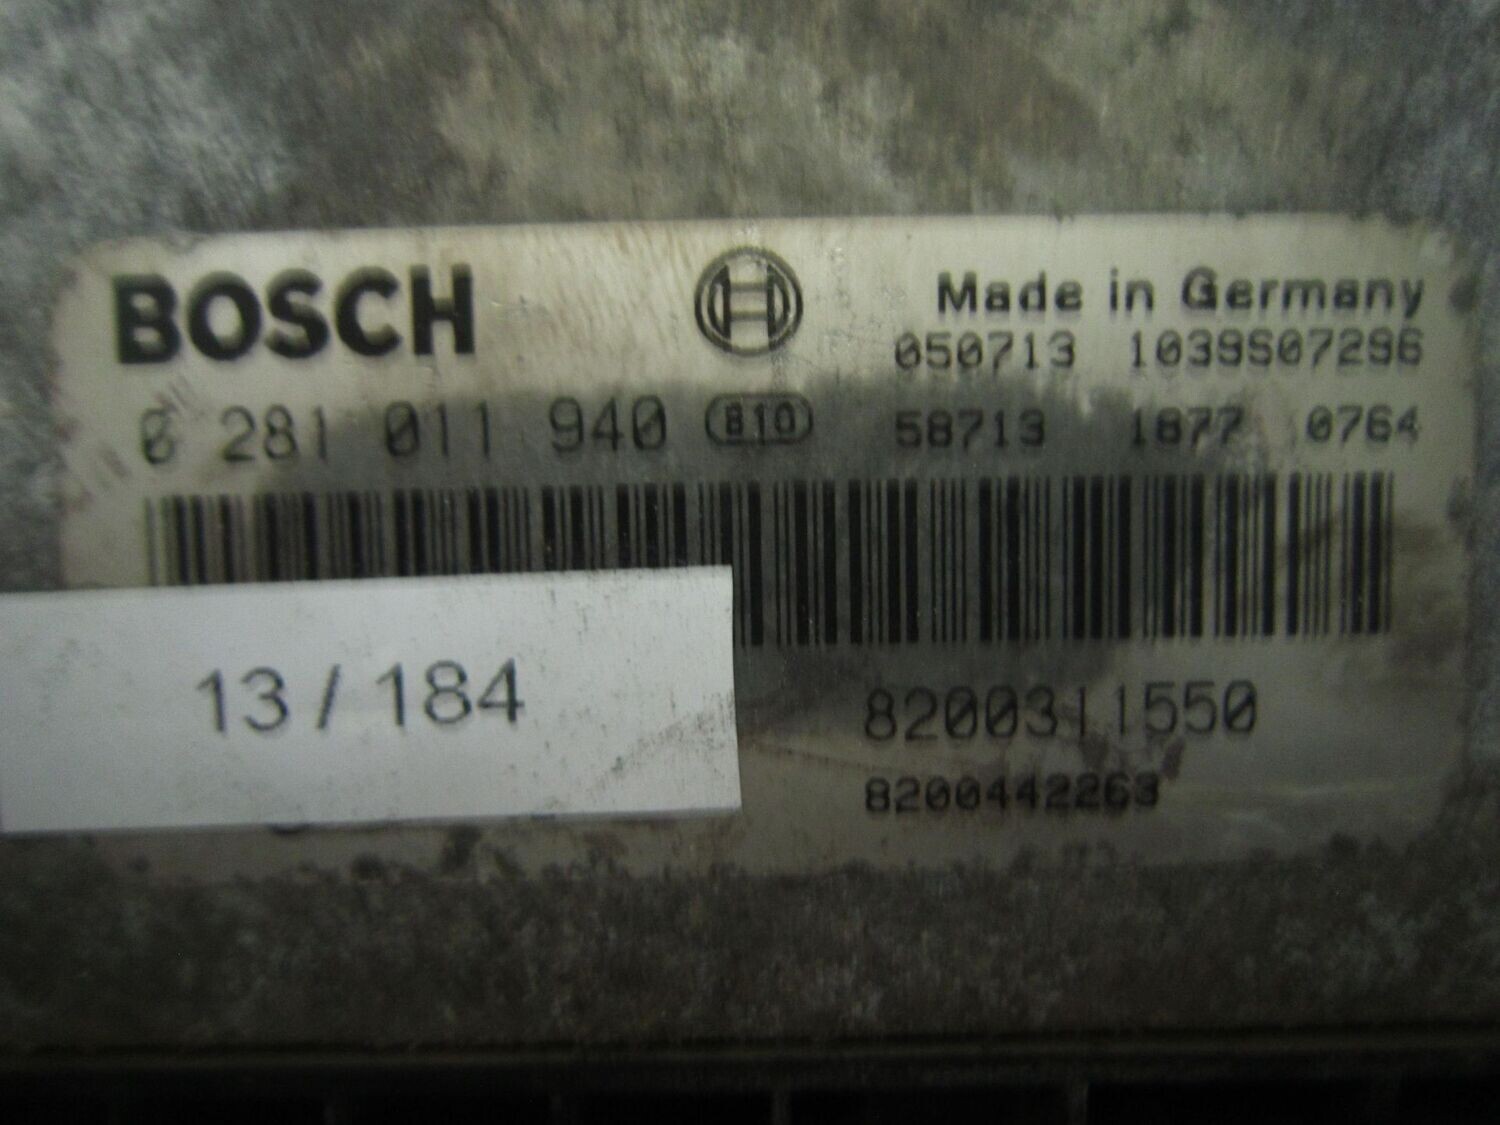 BOSCH
Made in Germany
050713 1039S07296
0 281 011 940 B10 58713 1877 0764
13 / 184
8200311550
8200442263